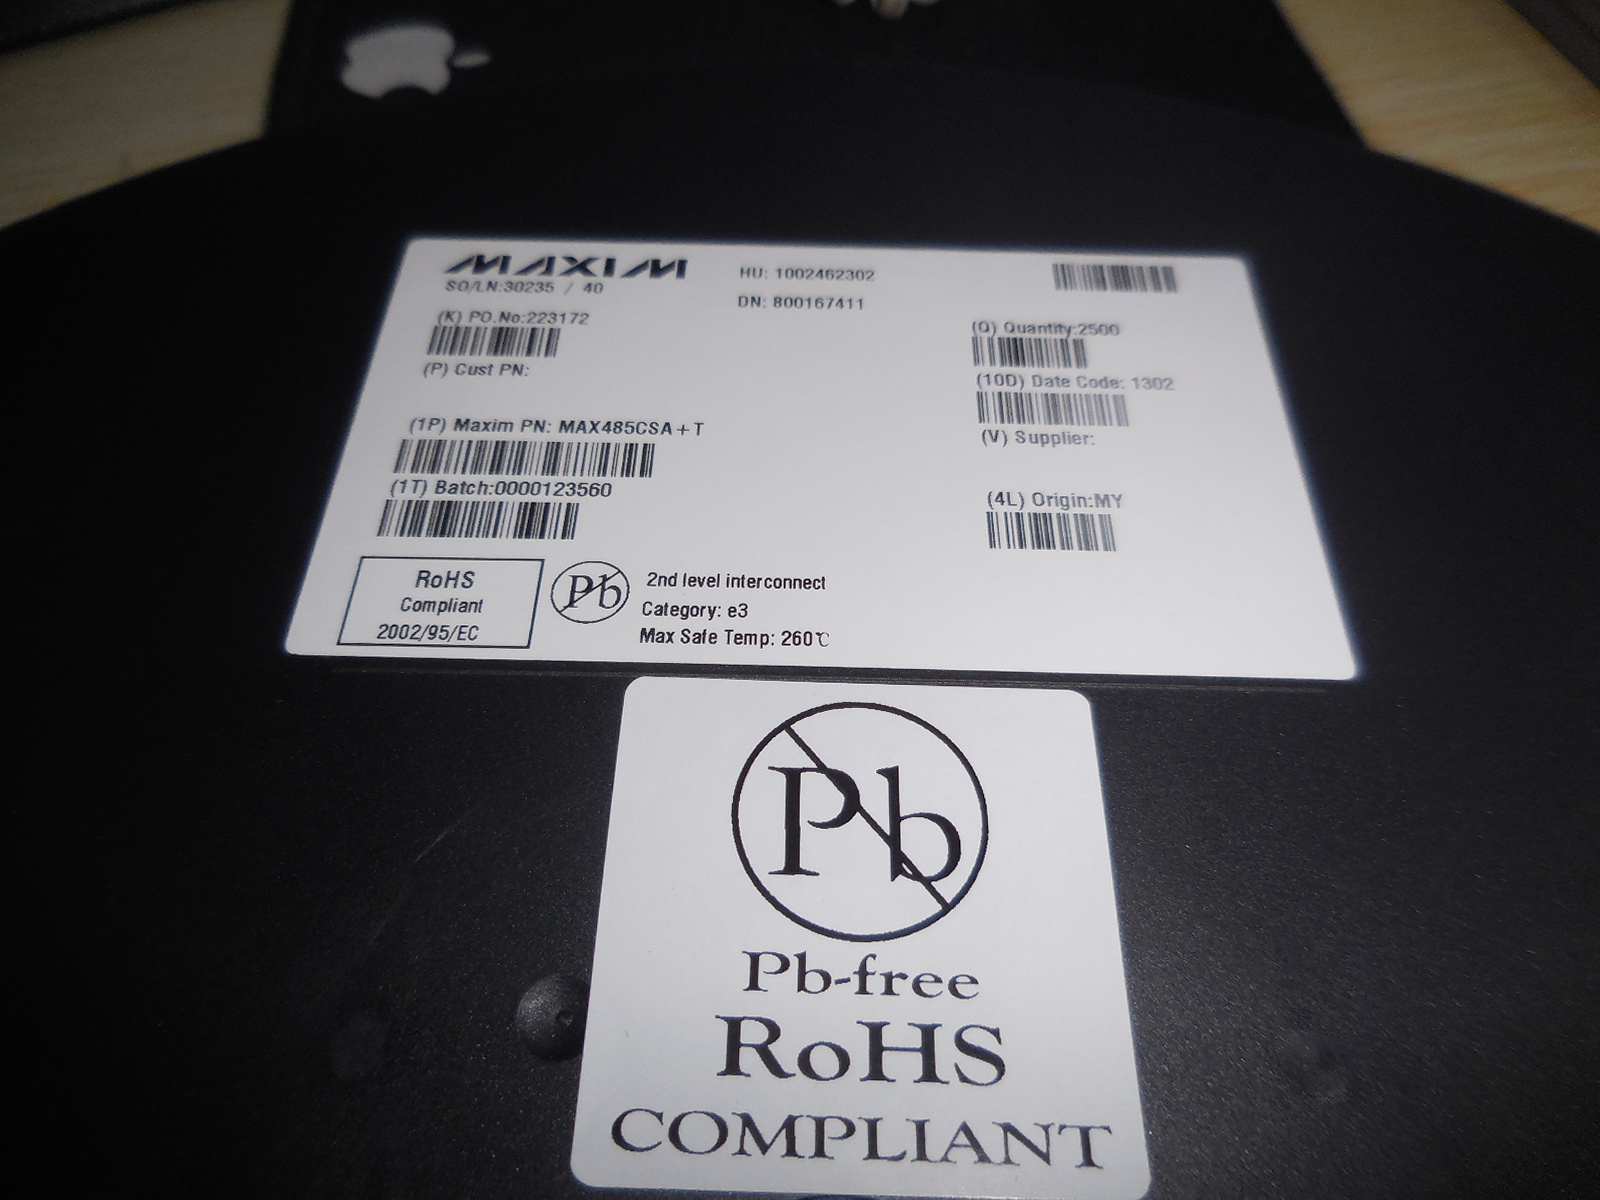 MAXIM
SO/LN:30235 / 40
HU: 1002462302
DN: 800167411
(K) PO.No:223172
(P) Cust PN:
(Q) Quantity:2500
(10D) Date Code: 1302
(V) Supplier:
(1P) Maxim PN: MAX485CSA+T
(1T) Batch:0000123560
(4L) Origin:MY
RoHS
Compliant
2002/95/EC
Pb
2nd level interconnect
Category: e3
Max Safe Temp: 260℃
Pb
Pb-free
RoHS
COMPLIANT